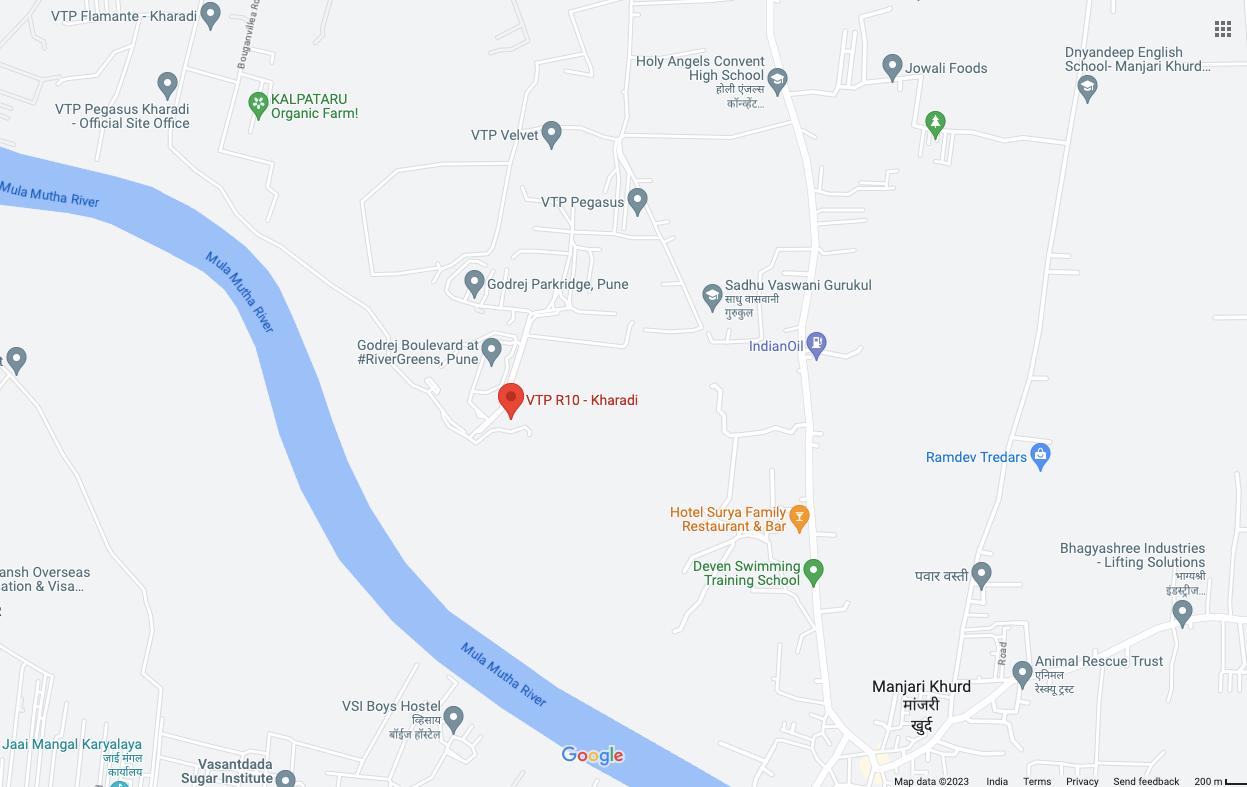 VTP Flamante - Kharadi
Bouganvillea Ro
VTP Pegasus Kharadi
- Official Site Office
KALPATARU
Organic Farm!
Holy Angels Convent
High School
होली एंजल्स
कॉन्व्हेंट...
Jowali Foods
Dnyandeep English
School- Manjari Khurd...
VTP Velvet
Mula Mutha River
VTP Pegasus
Mula Mutha River
Godrej Parkridge, Pune
Sadhu Vaswani Gurukul
साधु वासवानी
गुरुकुल
Godrej Boulevard at
#RiverGreens, Pune
IndianOil
VTP R10 - Kharadi
Ramdev Tredars
Hotel Surya Family
Restaurant & Bar
Deven Swimming
Training School
ansh Overseas
ation & Visa...
पवार वस्ती
Bhagyashree Industries
- Lifting Solutions
भाग्यश्री
इंडस्ट्रीज...
Road
Animal Rescue Trust
एनिमल
रेस्क्यू ट्रस्ट
Mula Mutha River
Manjari Khurd
मांजरी
खुर्द
VSI Boys Hostel
व्हिसाय
बॉईज हॉस्टेल
Jaai Mangal Karyalaya
जाई मंगल
कार्यालय
Vasantdada
Sugar Institute
Google
Map data ©2023 India Terms Privacy Send feedback 200 m